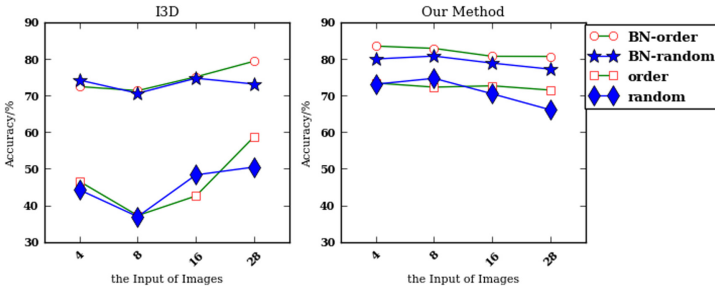 I3D
Our Method
90
80
70
60
50
40
30
Accuracy/%
4
8
16
28
the Input of Images
90
80
70
60
50
40
30
Accuracy/%
4
8
16
28
the Input of Images
BN-order
BN-random
order
random